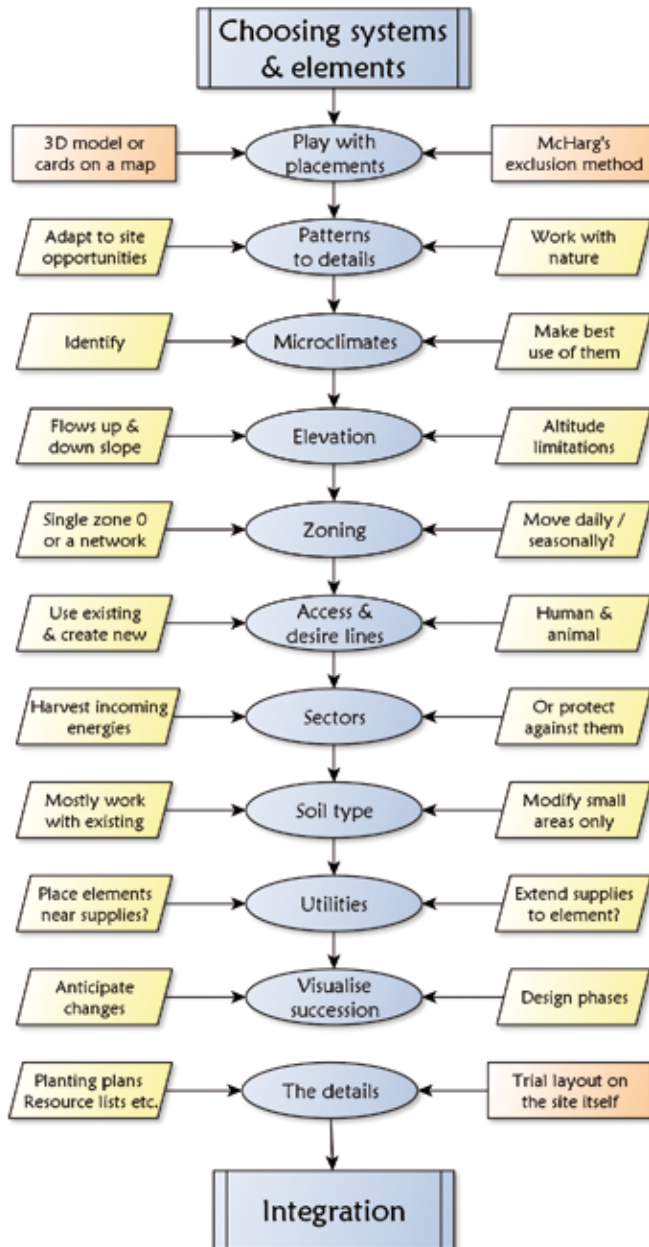 Choosing systems
& elements
3D model or
cards on a map
Play with
placements
McHarg's
exclusion method
Adapt to site
opportunities
Patterns
to details
Work with
nature
Identify
Microclimates
Make best
use of them
Flows up &
down slope
Elevation
Altitude
limitations
Single zone 0
or a network
Zoning
Move daily /
seasonally?
Use existing
& create new
Access &
desire lines
Human &
animal
Harvest incoming
energies
Sectors
Or protect
against them
Mostly work
with existing
Soil type
Modify small
areas only
Place elements
near supplies?
Utilities
Extend supplies
to element?
Anticipate
changes
Visualise
succession
Design phases
Planting plans
Resource lists etc.
The details
Trial layout on
the site itself
Integration